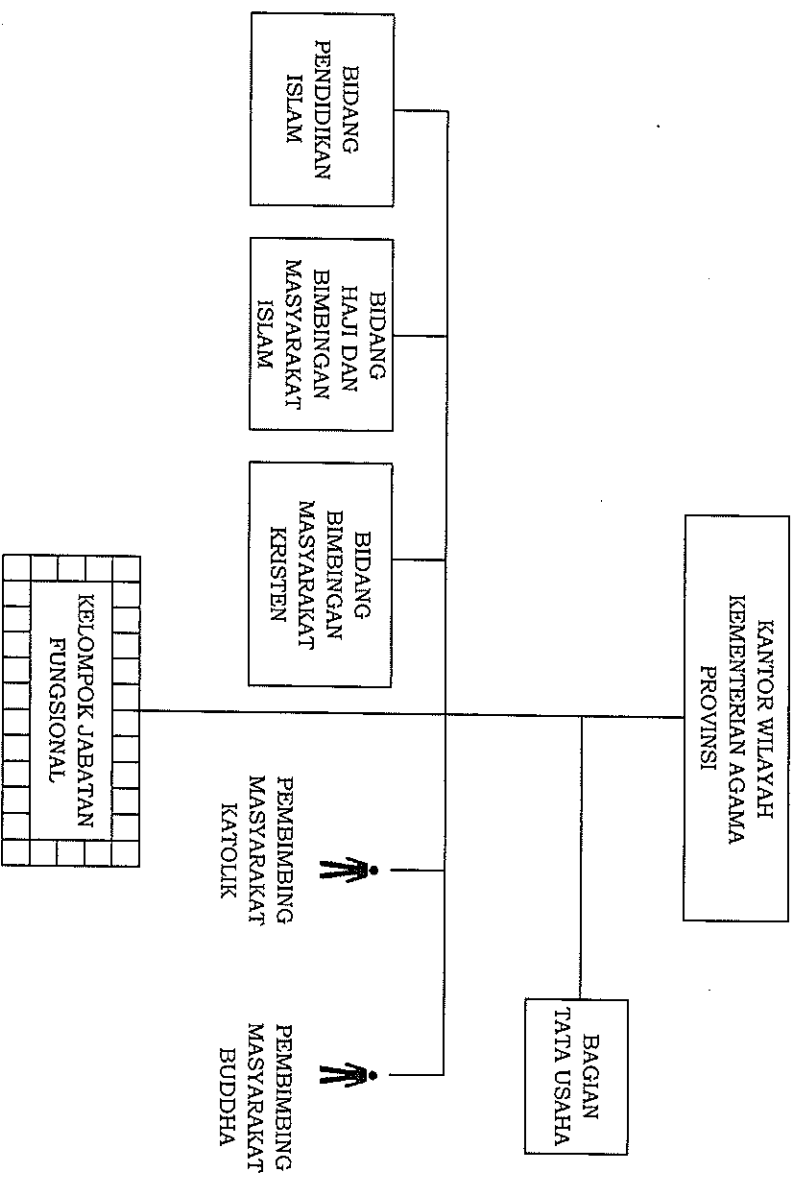 KANTOR WILAYAH
KEMENTERIAN AGAMA
PROVINSI
BAGIAN
TATA USAHA
BIDANG
PENDIDIKAN
ISLAM
BIDANG
HAJI DAN
BIMBINGAN
MASYARAKAT
ISLAM
BIDANG
BIMBINGAN
MASYARAKAT
KRISTEN
PEMBIMBING
MASYARAKAT
KATOLIK
PEMBIMBING
MASYARAKAT
BUDDHA
KELOMPOK JABATAN
FUNGSIONAL